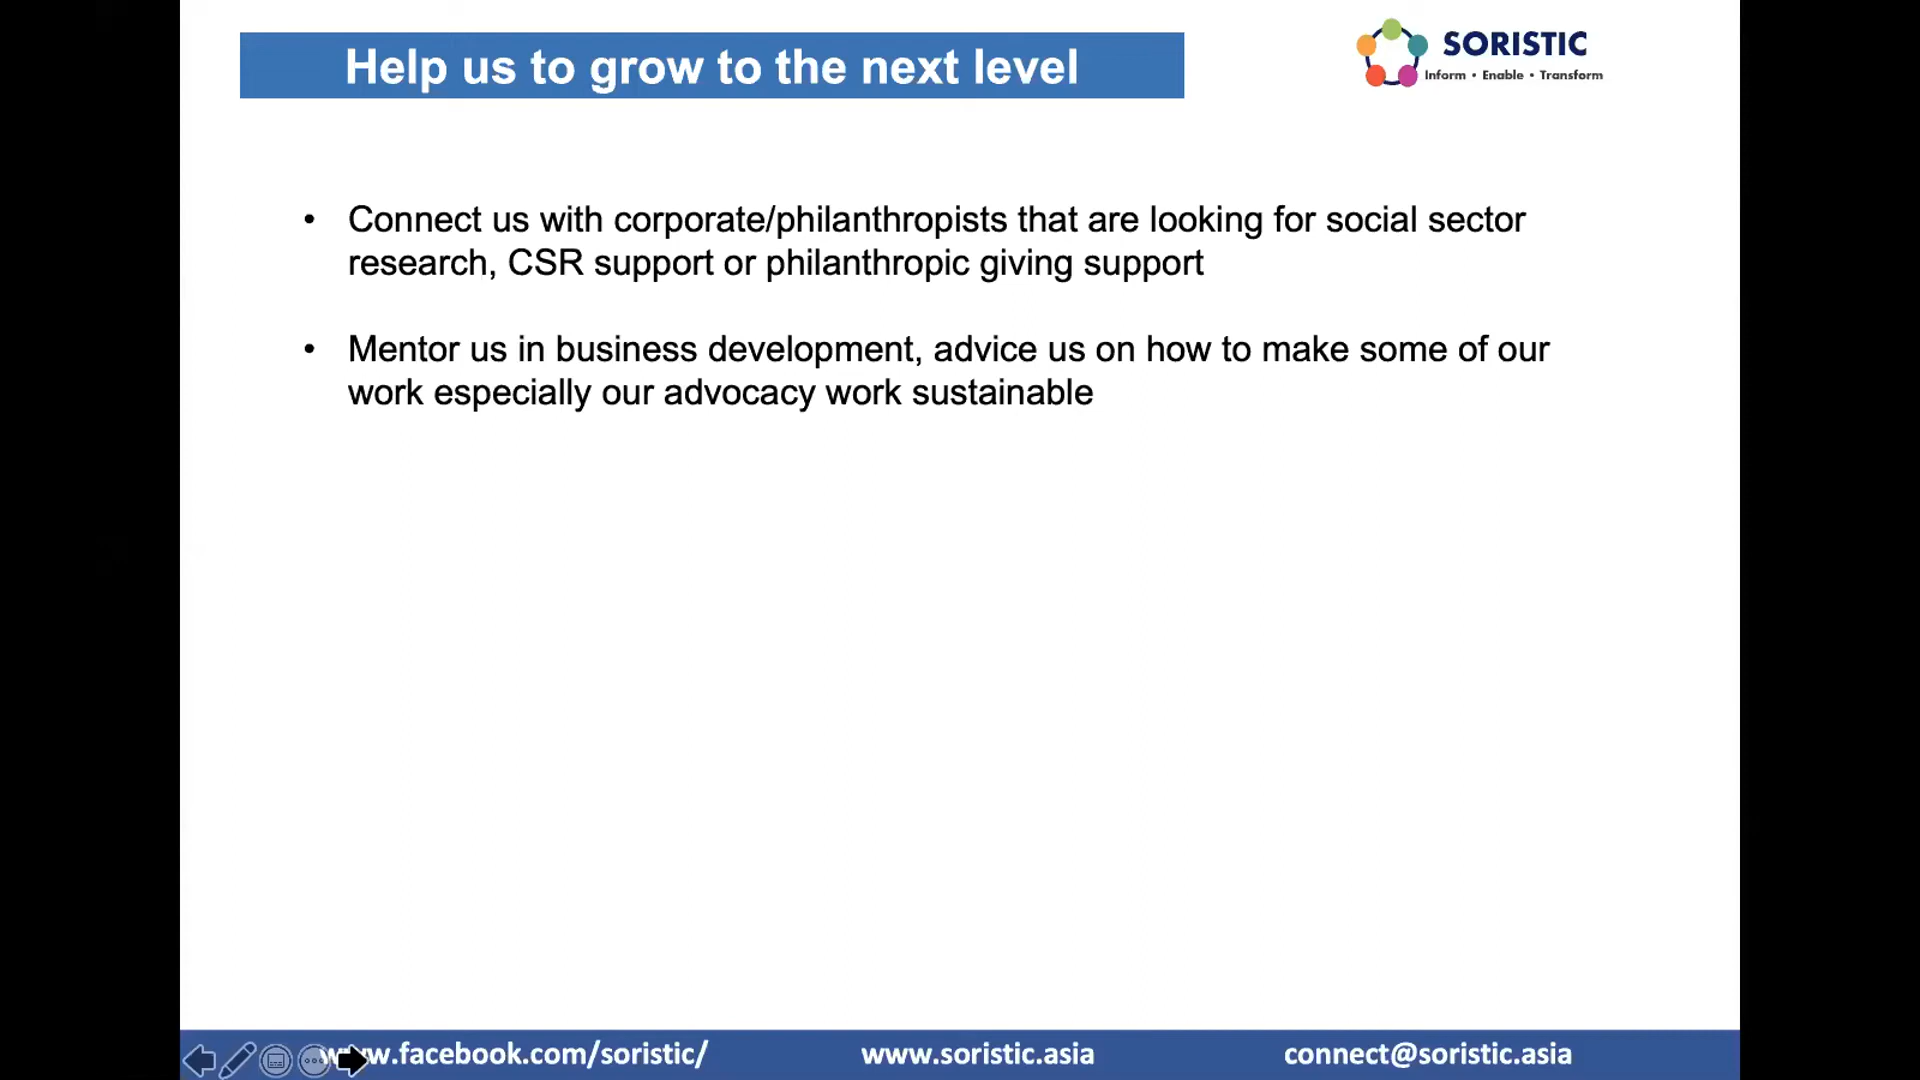 Help us to grow to the next level
SORISTIC
Inform • Enable • Transform
• Connect us with corporate/philanthropists that are looking for social sector
research, CSR support or philanthropic giving support
• Mentor us in business development, advice us on how to make some of our
work especially our advocacy work sustainable
www.facebook.com/soristic/
www.soristic.asia
connect@soristic.asia